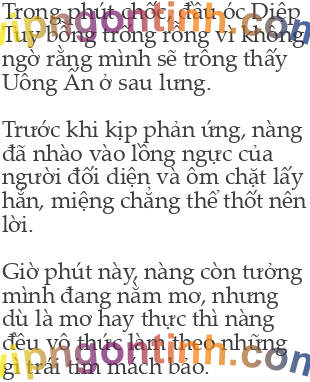 Trong phút chốc, đầu óc Diệp
Tuy bỗng trống rỗng vì không
ngờ rằng mình sẽ trông thấy
Uông Ấn ở sau lưng.
Trước khi kịp phản ứng, nàng
đã nhào vào lồng ngực của
người đối diện và ôm chặt lấy
hắn, miệng chẳng thể thốt nên
lời.
Giờ phút này, nàng còn tưởng
mình đang nằm mơ, nhưng
dù là mơ hay thực thì nàng
đều vô thức làm theo những
gì trái tim mách bảo.
vipngontinh.com
vipngontinh.com